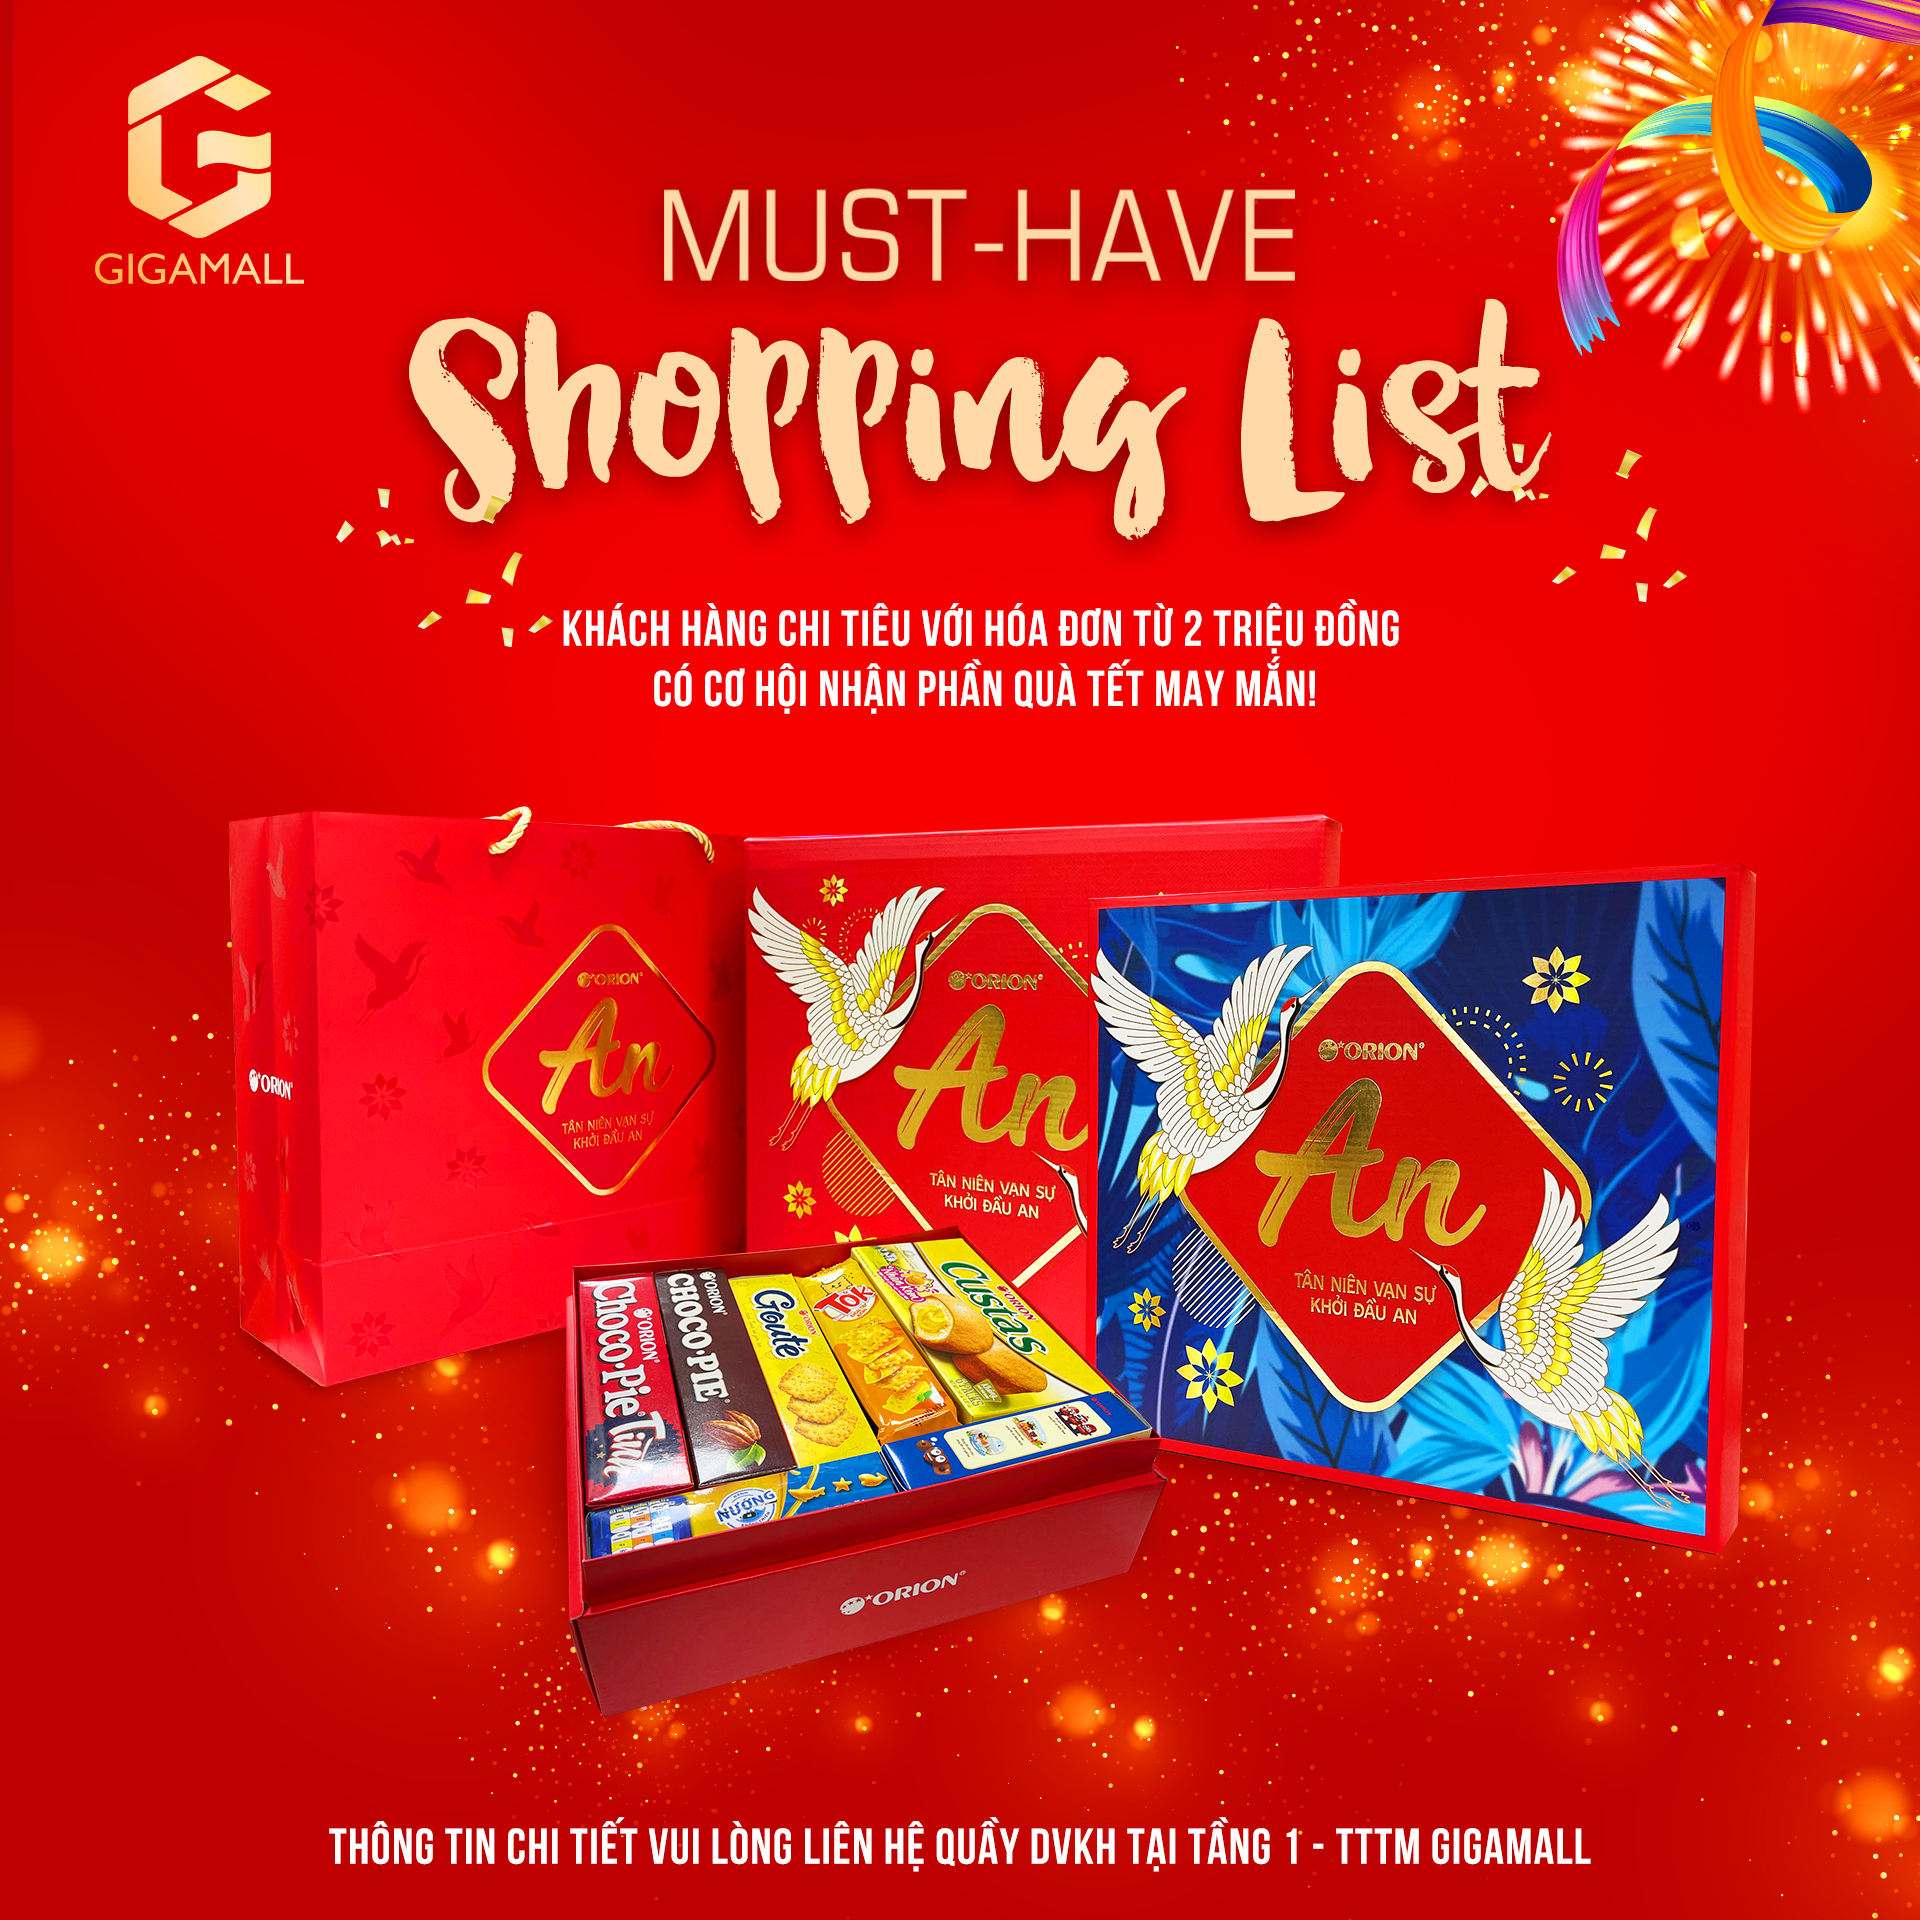 GIGAMALL
MUST-HAVE
Shopping List
KHÁCH HÀNG CHI TIÊU VỚI HÓA ĐƠN TỪ 2 TRIỆU ĐỒNG
CÓ CƠ HỘI NHẬN PHẦN QUÀ TẾT MAY MẮN!
ORION
ORION
An
TÂN NIÊN VẠN SỰ
KHỞI ĐẦU AN
ORION
An
TÂN NIÊN VẠN SỰ
KHỞI ĐẦU AN
ORION
An
TÂN NIÊN VẠN SỰ
KHỞI ĐẦU AN
ORION
Choco·Pie Tim
ORION
CHOCO·PIE
Gouté
TOK
ORION
Custas
NƯỚNG
ORION
THÔNG TIN CHI TIẾT VUI LÒNG LIÊN HỆ QUẦY DVKH TẠI TẦNG 1 - TTTM GIGAMALL